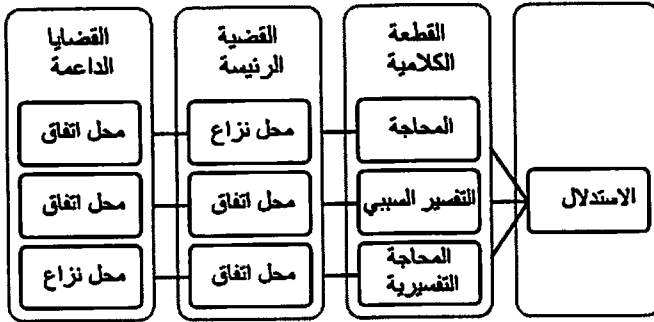 القطعة
الكلامية
القضية
الرئيسة
القضايا
الداعمة
الاستدلال
المحاجة
محل نزاع
محل اتفاق
التفسير السببي
محل اتفاق
محل اتفاق
المحاجة
التفسيرية
محل اتفاق
محل نزاع